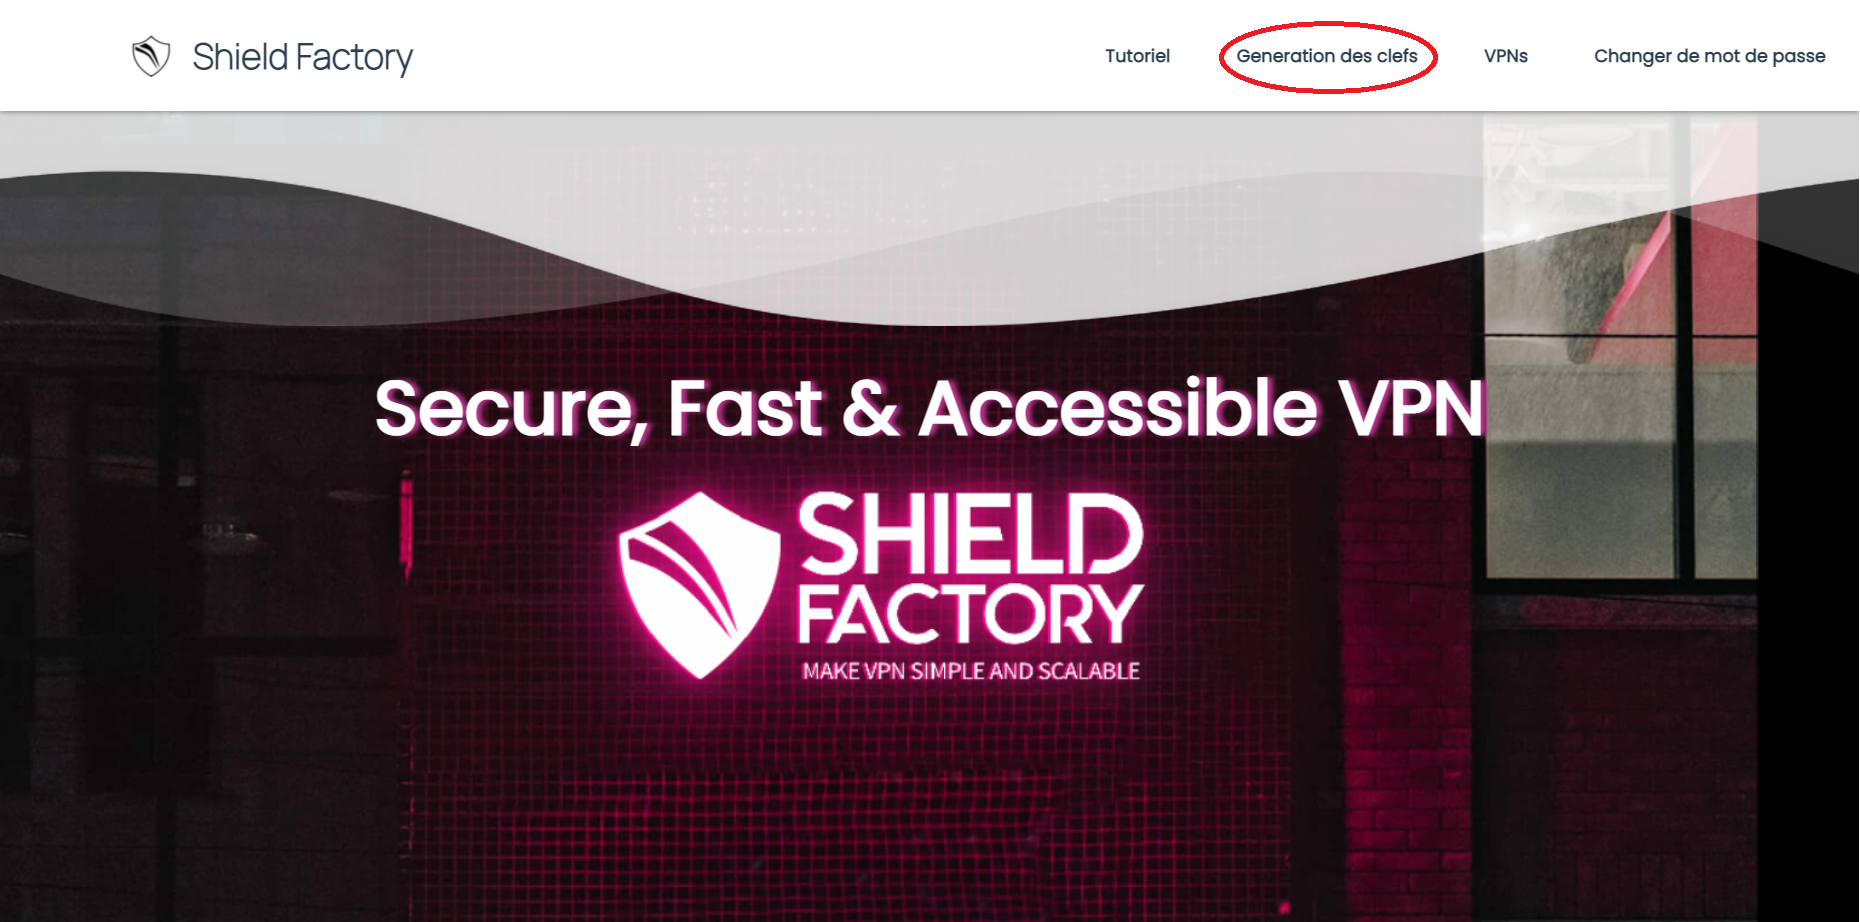 Shield Factory
Tutoriel
Generation des clefs
VPNs
Changer de mot de passe
Secure, Fast & Accessible VPN
SHIELD
FACTORY
MAKE VPN SIMPLE AND SCALABLE